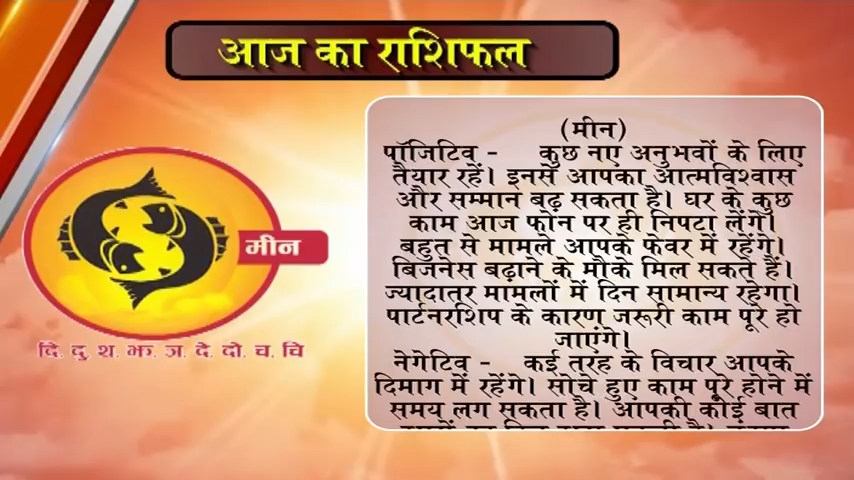 आज का राशिफल
(मीन)
पॉजिटिव - कुछ नए अनुभवों के लिए
तैयार रहें। इनसे आपका आत्मविश्वास
और सम्मान बढ़ सकता है। घर के कुछ
काम आज फोन पर ही निपटा लेंगे।
बहुत से मामले आपके फेवर में रहेंगे।
बिजनेस बढ़ाने के मौके मिल सकते हैं।
ज्यादातर मामलों में दिन सामान्य रहेगा।
पार्टनरशिप के कारण जरूरी काम पूरे हो
जाएंगे।
नेगेटिव - कई तरह के विचार आपके
दिमाग में रहेंगे। सोचे हुए काम पूरे होने में
समय लग सकता है। आपकी कोई बात
मीन
दि. दु. श. झ. ञ. दे. दो. च. चि